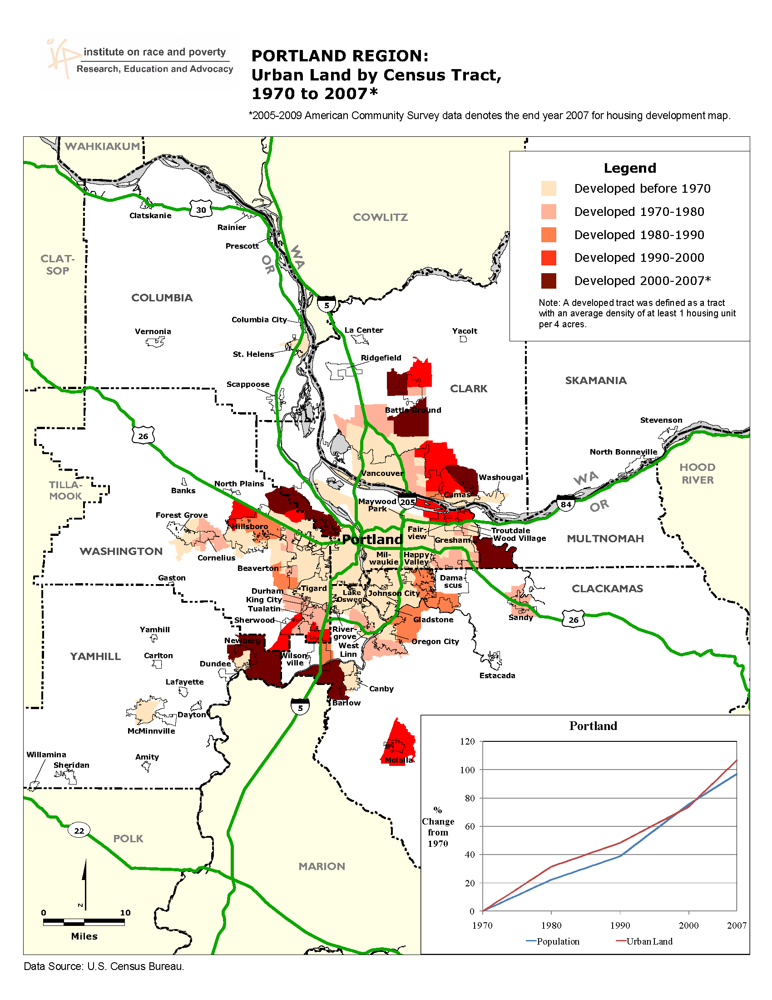 institute on race and poverty
Research, Education and Advocacy
PORTLAND REGION:
Urban Land by Census Tract,
1970 to 2007*
*2005-2009 American Community Survey data denotes the end year 2007 for housing development map.
WAHKIAKUM
Legend
Developed before 1970
Developed 1970-1980
Developed 1980-1990
Developed 1990-2000
Developed 2000-2007*
Note: A developed tract was defined as a tract
with an average density of at least 1 housing unit
per 4 acres.
30
Clatskanie
Rainier
COWLITZ
Prescott
WA
OR
CLAT-
SOP
COLUMBIA
5
Columbia City
La Center
Yacolt
Vernonia
St. Helens
Ridgefield
Scappoose
CLARK
SKAMANIA
Battle Ground
Stevenson
26
North Bonneville
Vancouver
HOOD
RIVER
WA
OR
Washougal
TILLA-
MOOK
North Plains
Banks
Camas
Maywood
Park
205
84
Forest Grove
Hillsboro
Portland
Fair-
view
Troutdale
Wood Village
Gresham
MULTNOMAH
WASHINGTON
Cornelius
Mil-
waukie
Happy
Valley
Beaverton
Gaston
Dama-
scus
CLACKAMAS
Durham
Tigard
Lake
Oswego
Johnson City
King City
Tualatin
Sherwood
Gladstone
Sandy
26
Yamhill
River-
grove
Newberg
Oregon City
West
Linn
YAMHILL
Carlton
Wilson
ville
Dundee
Estacada
Lafayette
Canby
Barlow
5
Dayton
McMinnville
Willamina
Sheridan
Amity
Molalla
22
POLK
MARION
N
0 10
Miles
Portland
120
100
80
60
40
20
0
%
Change
from
1970
1970 1980 1990 2000 2007
Population Urban Land
Data Source: U.S. Census Bureau.